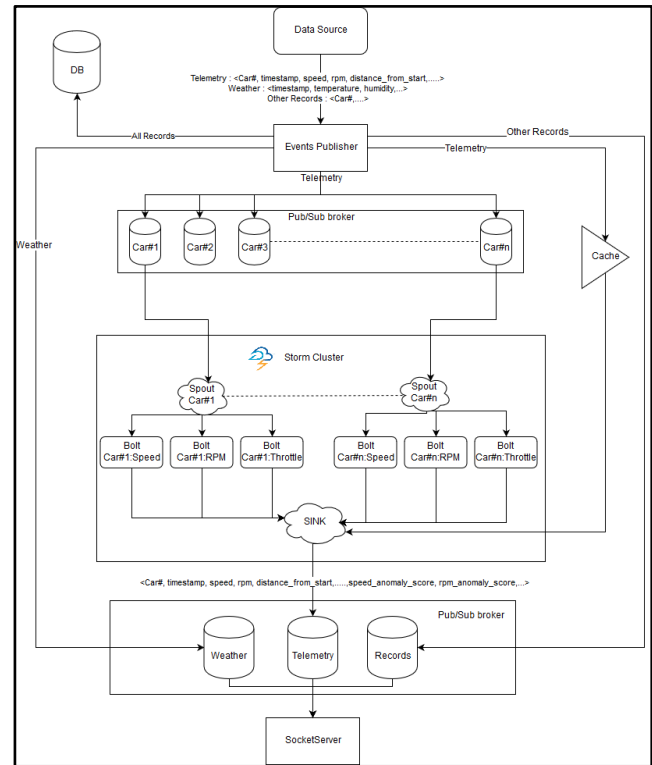 Data Source
DB
Telemetry : <Car#, timestamp, speed, rpm, distance_from_start,.....>
Weather : <timestamp, temperature, humidity,...>
Other Records : <Car#,....>
All Records
Events Publisher
Other Records
Telemetry
Telemetry
Pub/Sub broker
Weather
Car#1
Car#2
Car#3
Car#n
Cache
Storm Cluster
Spout
Car#1
Spout
Car#n
Bolt
Car#1:Speed
Bolt
Car#1:RPM
Bolt
Car#1:Throttle
Bolt
Car#n:Speed
Bolt
Car#n:RPM
Bolt
Car#n:Throttle
SINK
<Car#, timestamp, speed, rpm, distance_from_start,.....,speed_anomaly_score, rpm_anomaly_score,...>
Pub/Sub broker
Weather
Telemetry
Records
SocketServer